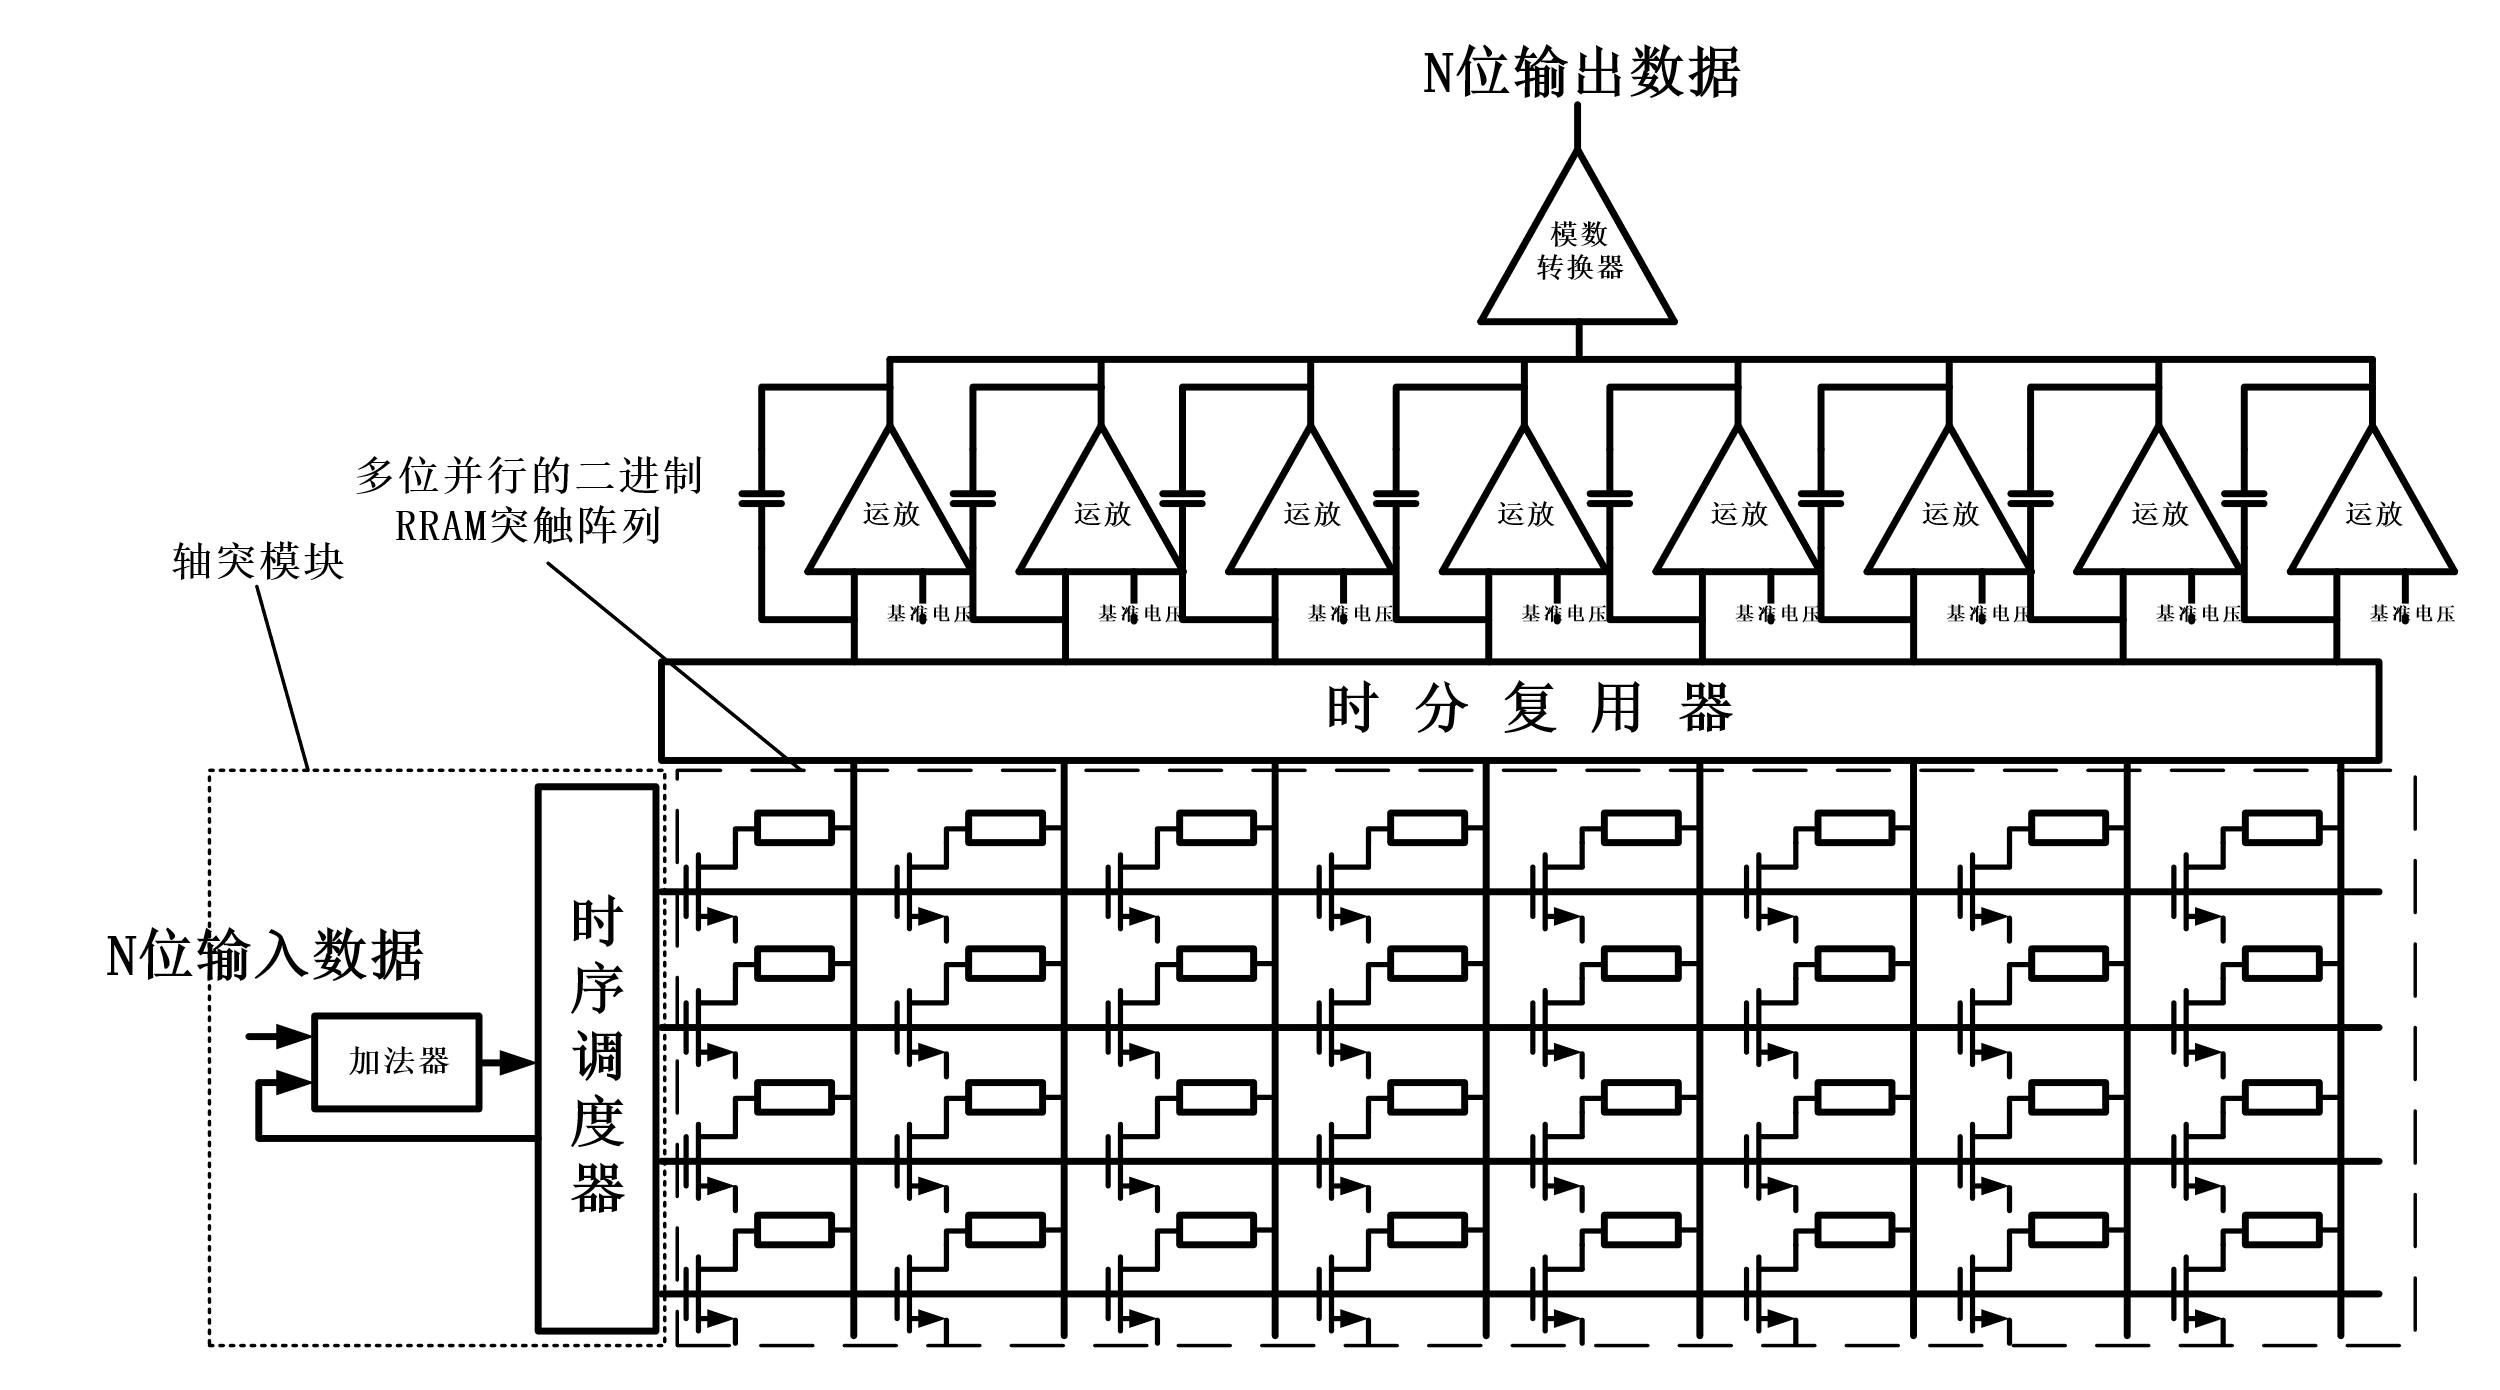 N位输出数据
模数
转换器
多位并行的二进制
RRAM突触阵列
轴突模块
运放
运放
运放
运放
运放
运放
运放
运放
基准电压
基准电压
基准电压
基准电压
基准电压
基准电压
基准电压
基准电压
时分复用器
N位输入数据
加法器
时序调度器